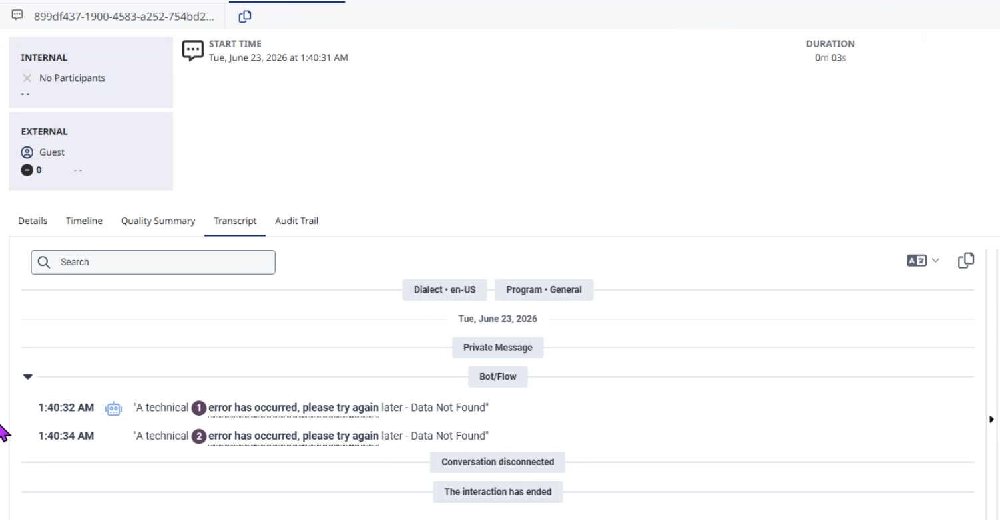 899df437-1900-4583-a252-754bd2...
INTERNAL
No Participants
--
EXTERNAL
Guest
0 --
START TIME
Tue, June 23, 2026 at 1:40:31 AM
DURATION
0m 03s
Details Timeline Quality Summary Transcript Audit Trail
Search
A
Dialect • en-US Program • General
Tue, June 23, 2026
Private Message
Bot/Flow
1:40:32 AM "A technical 1 error has occurred, please try again later - Data Not Found"
1:40:34 AM "A technical 2 error has occurred, please try again later - Data Not Found"
Conversation disconnected
The interaction has ended